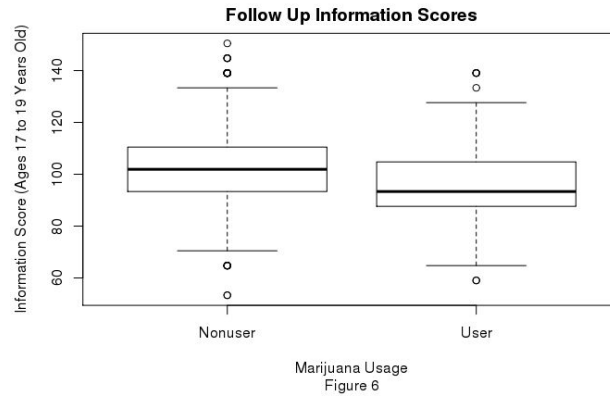 Follow Up Information Scores
Information Score (Ages 17 to 19 Years Old)
140
120
100
80
60
Nonuser
User
Marijuana Usage
Figure 6